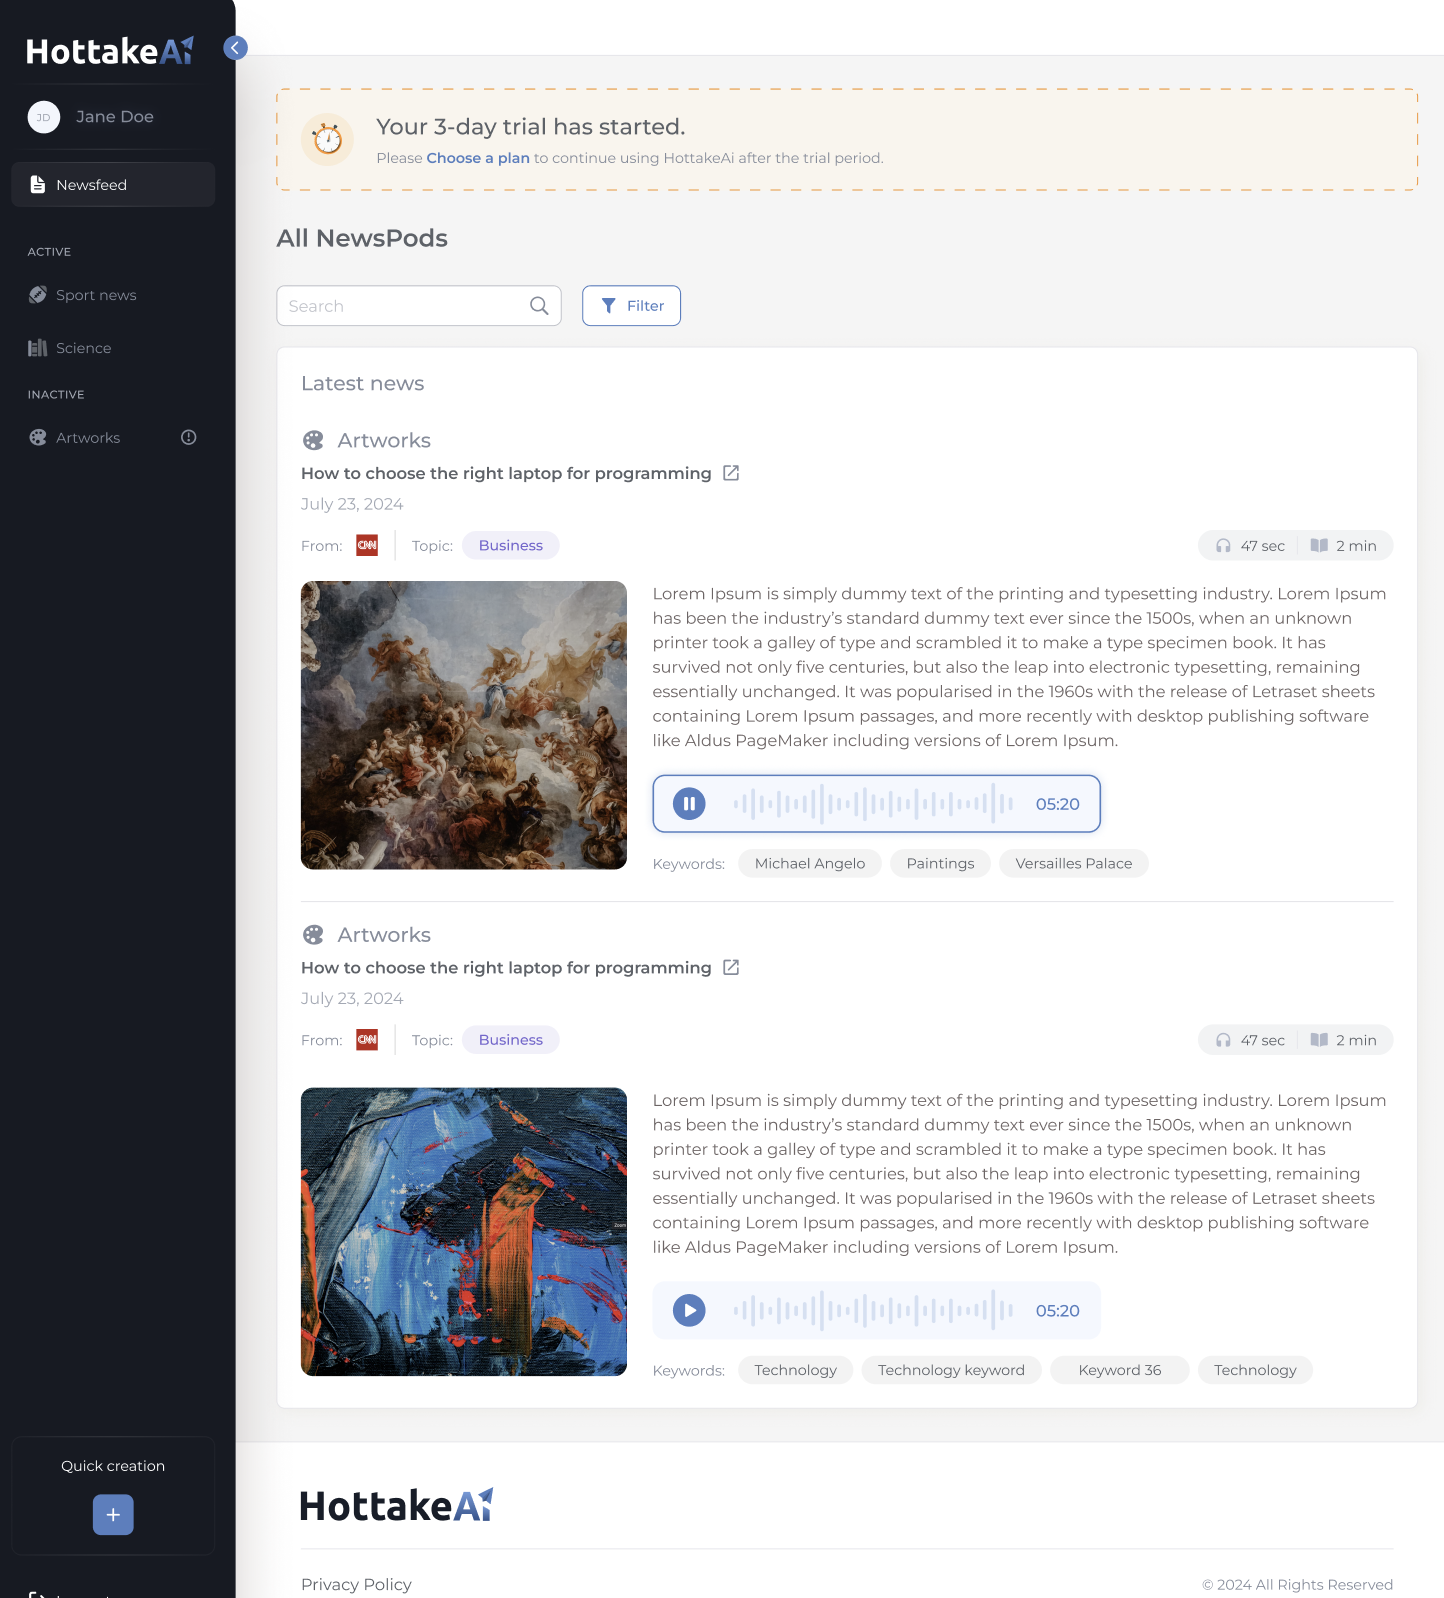 HottakeAi
JD
Jane Doe
Newsfeed
ACTIVE
Sport news
Science
INACTIVE
Artworks
Quick creation
+
Your 3-day trial has started.
Please Choose a plan to continue using HottakeAi after the trial period.
All NewsPods
Search
Filter
Latest news
Artworks
How to choose the right laptop for programming
July 23, 2024
From: CNN Topic: Business 47 sec 2 min
Lorem Ipsum is simply dummy text of the printing and typesetting industry. Lorem Ipsum
has been the industry’s standard dummy text ever since the 1500s, when an unknown
printer took a galley of type and scrambled it to make a type specimen book. It has
survived not only five centuries, but also the leap into electronic typesetting, remaining
essentially unchanged. It was popularised in the 1960s with the release of Letraset sheets
containing Lorem Ipsum passages, and more recently with desktop publishing software
like Aldus PageMaker including versions of Lorem Ipsum.
05:20
Keywords: Michael Angelo Paintings Versailles Palace
Artworks
How to choose the right laptop for programming
July 23, 2024
From: CNN Topic: Business 47 sec 2 min
Zoom
Lorem Ipsum is simply dummy text of the printing and typesetting industry. Lorem Ipsum
has been the industry’s standard dummy text ever since the 1500s, when an unknown
printer took a galley of type and scrambled it to make a type specimen book. It has
survived not only five centuries, but also the leap into electronic typesetting, remaining
essentially unchanged. It was popularised in the 1960s with the release of Letraset sheets
containing Lorem Ipsum passages, and more recently with desktop publishing software
like Aldus PageMaker including versions of Lorem Ipsum.
05:20
Keywords: Technology Technology keyword Keyword 36 Technology
HottakeAi
Privacy Policy
© 2024 All Rights Reserved